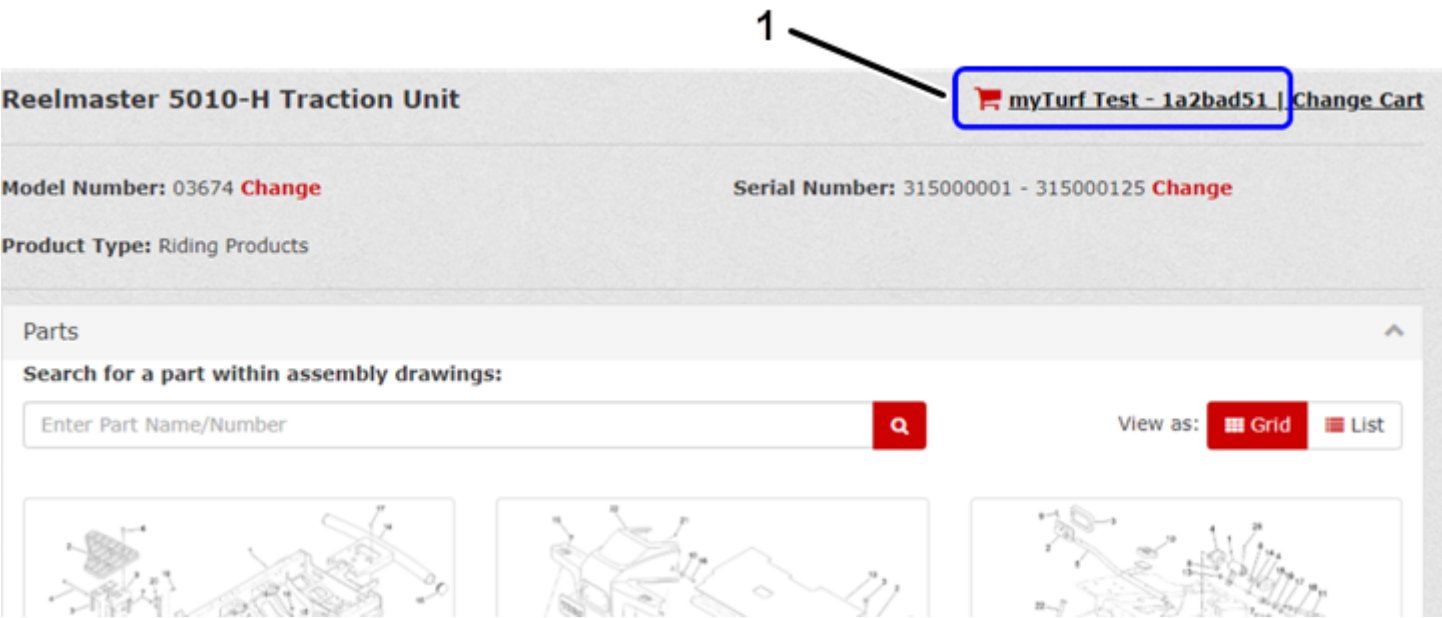 1
Reelmaster 5010-H Traction Unit
myTurf Test - 1a2bad51 | Change Cart
Model Number: 03674 Change
Serial Number: 315000001 - 315000125 Change
Product Type: Riding Products
Parts
Search for a part within assembly drawings:
Enter Part Name/Number
View as: Grid List